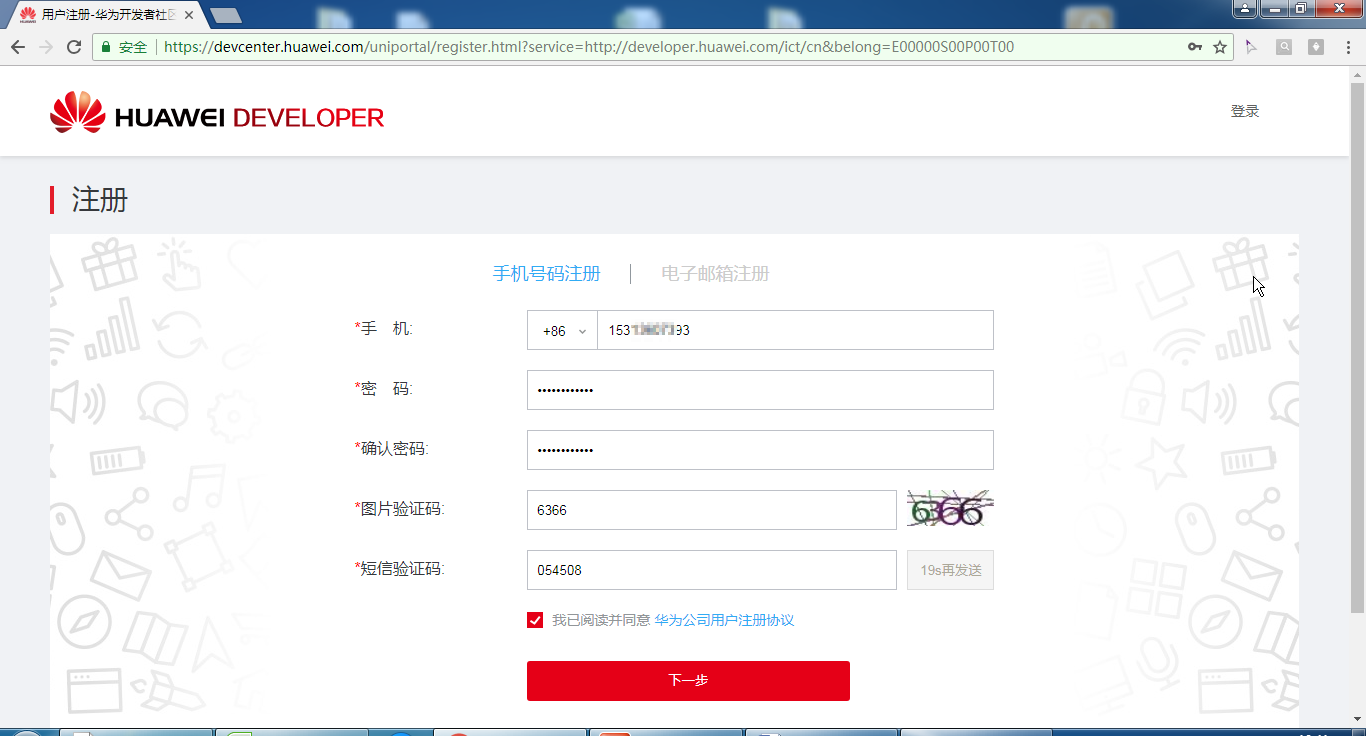 用户注册-华为开发者社区
安全 https://devcenter.huawei.com/uniportal/register.html?service=http://developer.huawei.com/ict/cn&belong=E00000S00P00T00
HUAWEI DEVELOPER
登录
注册
手机号码注册 电子邮箱注册
*手 机: +86
*密 码: ••••••••••••
*确认密码: ••••••••••••
*图片验证码: 6366 6366
*短信验证码: 054508 19s再发送
我已阅读并同意 华为公司用户注册协议
下一步